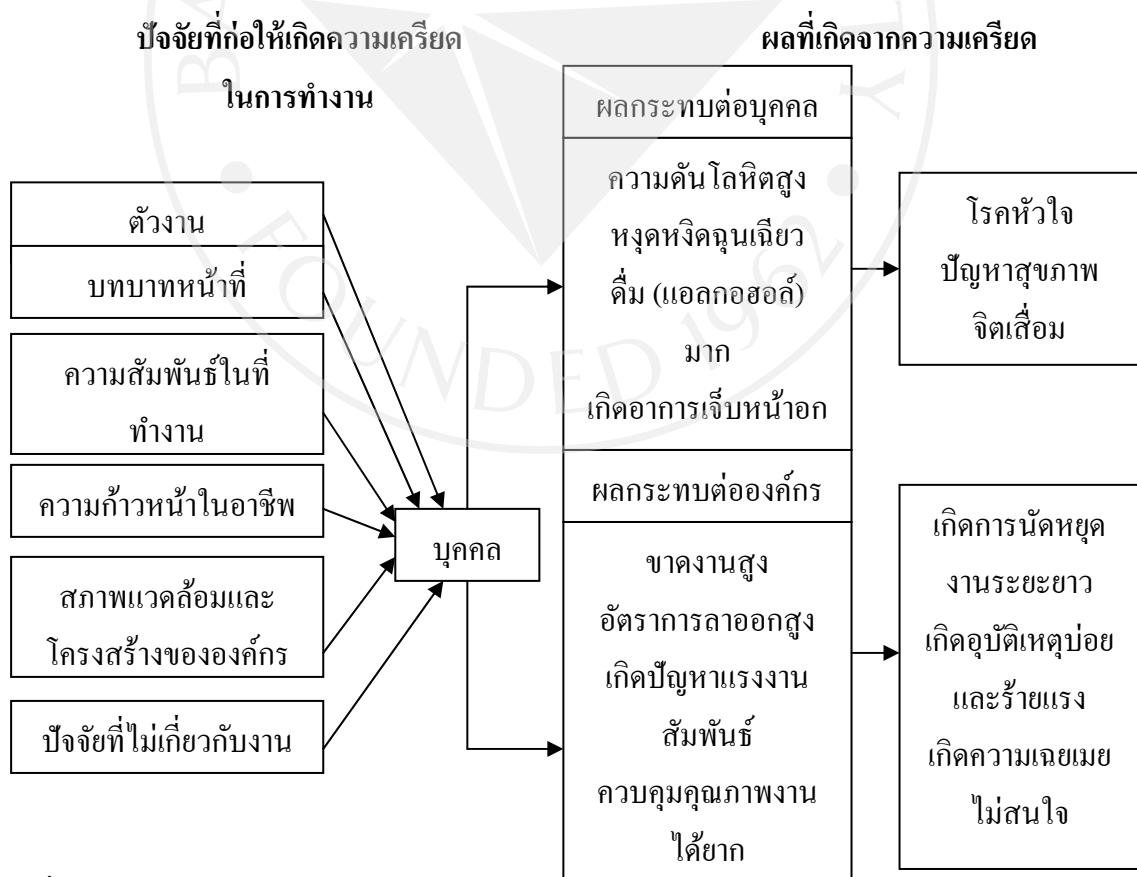 ปัจจัยที่ก่อให้เกิดความเครียด
ในการทำงาน
ผลที่เกิดจากความเครียด
ตัวงาน
บทบาทหน้าที่
ความสัมพันธ์ในที่
ทำงาน
ความก้าวหน้าในอาชีพ
สภาพแวดล้อมและ
โครงสร้างขององค์กร
ปัจจัยที่ไม่เกี่ยวกับงาน
บุคคล
ผลกระทบต่อบุคคล
ความดันโลหิตสูง
หงุดหงิดฉุนเฉียว
ดื่ม (แอลกอฮอล์)
มาก
เกิดอาการเจ็บหน้าอก
ผลกระทบต่อองค์กร
ขาดงานสูง
อัตราการลาออกสูง
เกิดปัญหาแรงงาน
สัมพันธ์
ควบคุมคุณภาพงาน
ได้ยาก
โรคหัวใจ
ปัญหาสุขภาพ
จิตเสื่อม
เกิดการนัดหยุด
งานระยะยาว
เกิดอุบัติเหตุบ่อย
และร้ายแรง
เกิดความเฉยเมย
ไม่สนใจ
FOUNDED 1962